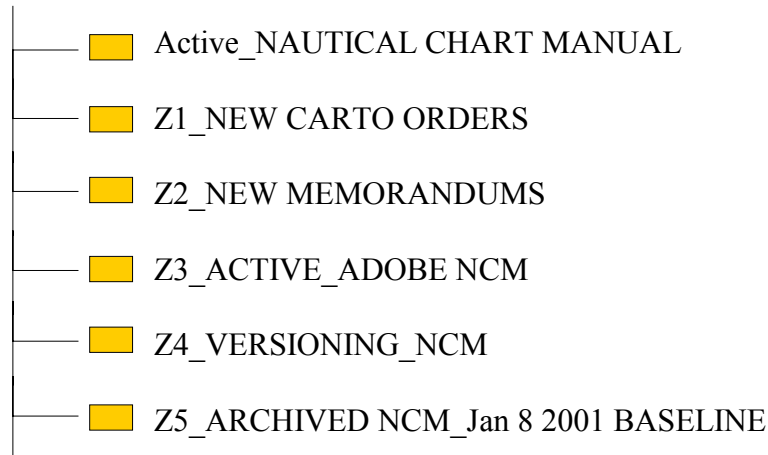 Active_NAUTICAL CHART MANUAL
Z1_NEW CARTO ORDERS
Z2_NEW MEMORANDUMS
Z3_ACTIVE_ADOBE NCM
Z4_VERSIONING_NCM
Z5_ARCHIVED NCM_Jan 8 2001 BASELINE